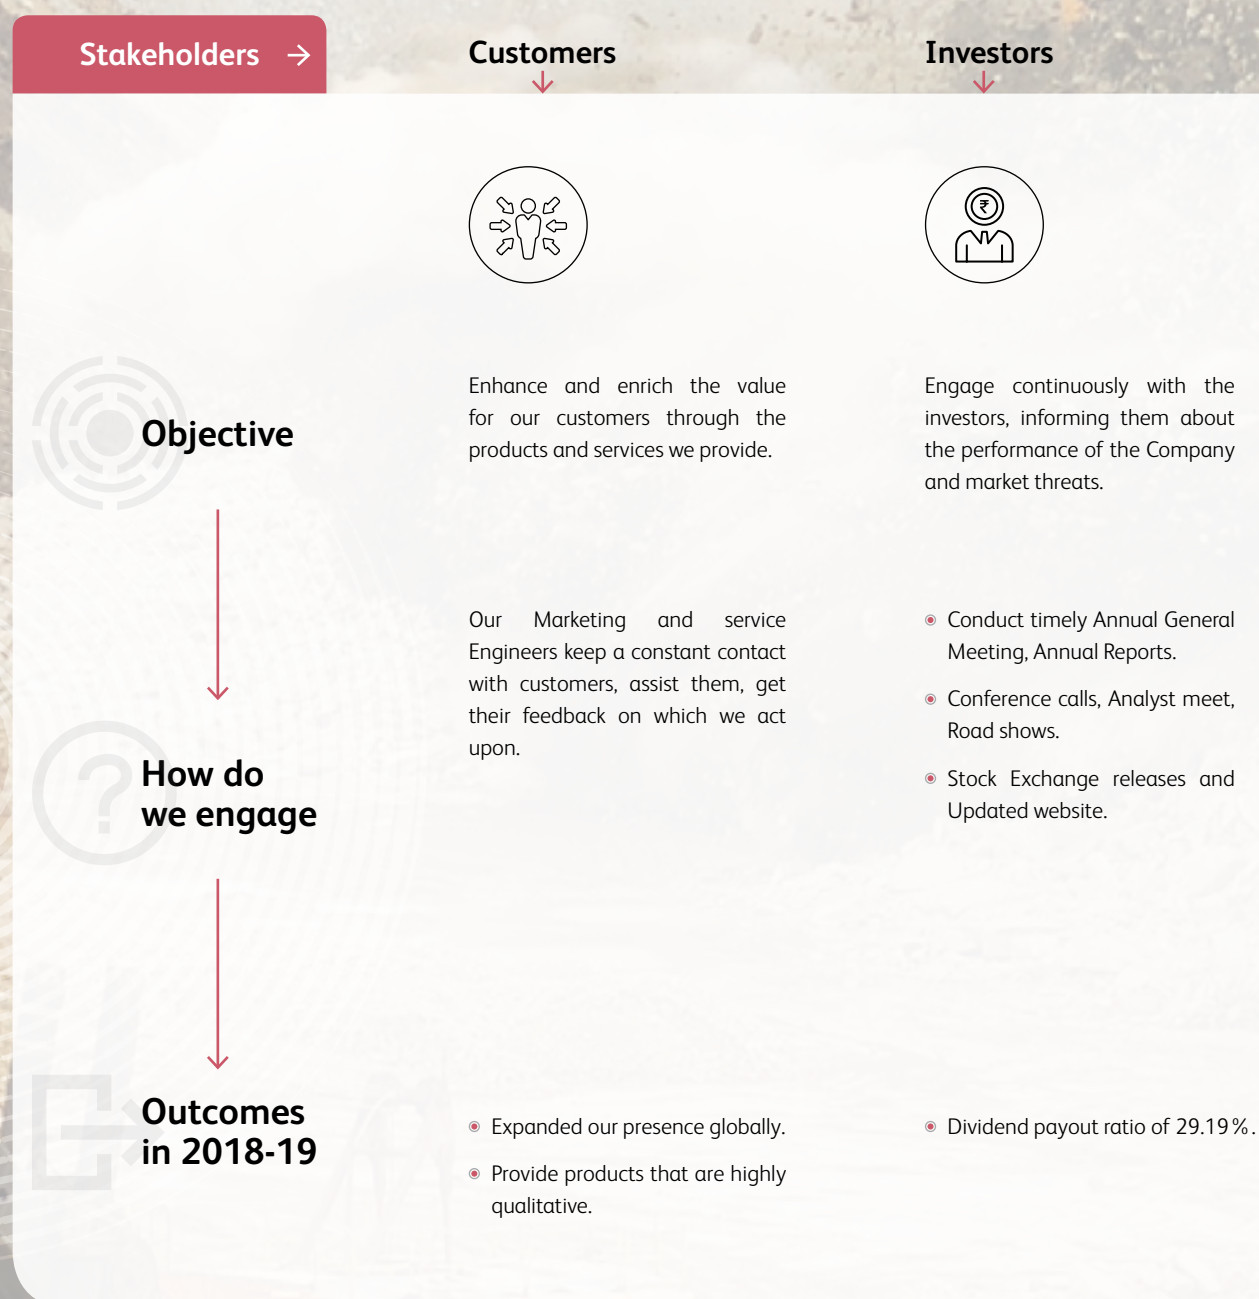 Stakeholders
Customers
Investors
₹
Objective
Enhance and enrich the value
for our customers through the
products and services we provide.
Engage continuously with the
investors, informing them about
the performance of the Company
and market threats.
How do
we engage
Our Marketing and service
Engineers keep a constant contact
with customers, assist them, get
their feedback on which we act
upon.
Conduct timely Annual General
Meeting, Annual Reports.
Conference calls, Analyst meet,
Road shows.
Stock Exchange releases and
Updated website.
Outcomes
in 2018-19
Expanded our presence globally.
Provide products that are highly
qualitative.
Dividend payout ratio of 29.19%.